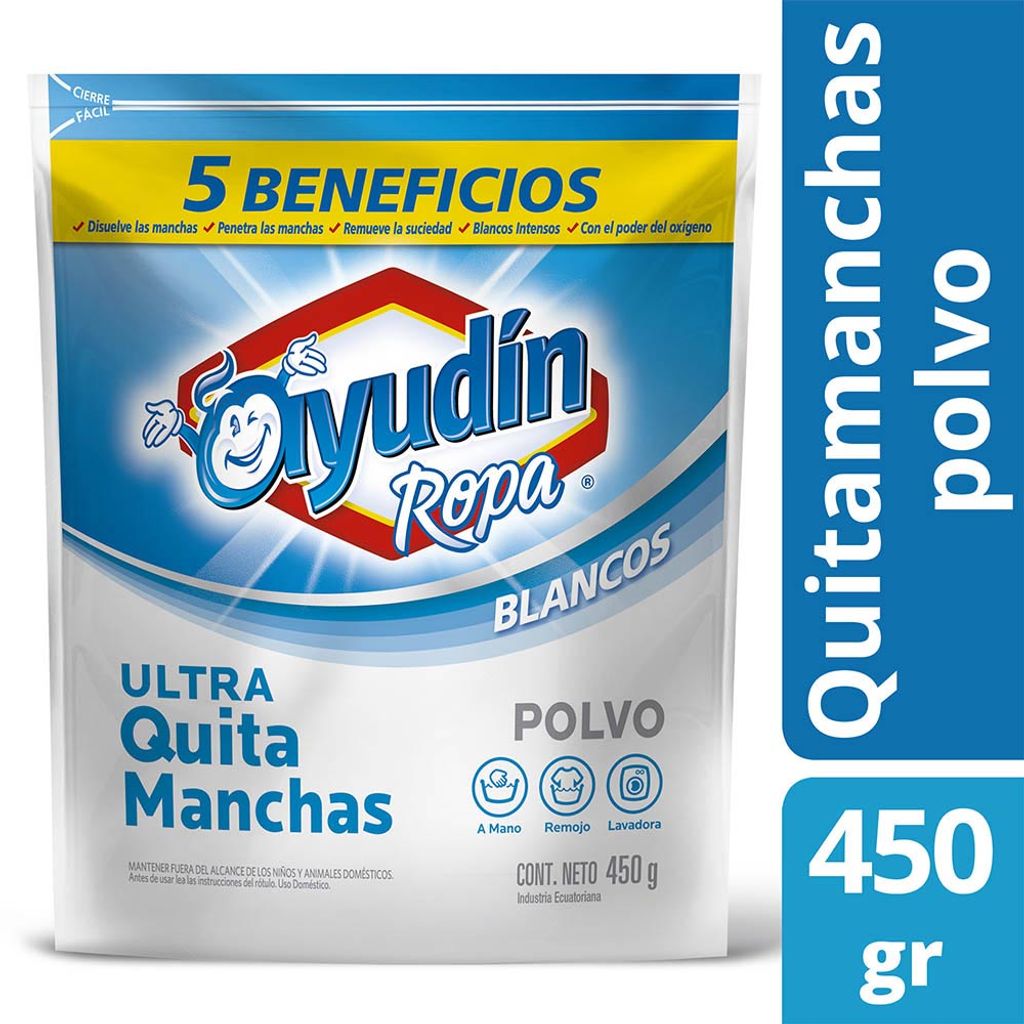 CIERRE
FÁCIL
5 BENEFICIOS
✓ Disuelve las manchas ✓ Penetra las manchas ✓ Remueve la suciedad ✓ Blancos Intensos ✓ Con el poder del oxígeno
Ayudín
Ropa ®
BLANCOS
ULTRA
Quita
Manchas
POLVO
A Mano Remojo Lavadora
MANTENER FUERA DEL ALCANCE DE LOS NIÑOS Y ANIMALES DOMÉSTICOS.
Antes de usar lea las instrucciones del rótulo. Uso Doméstico.
CONT. NETO 450 g
Industria Ecuatoriana
Quitamanchas
polvo
450
gr